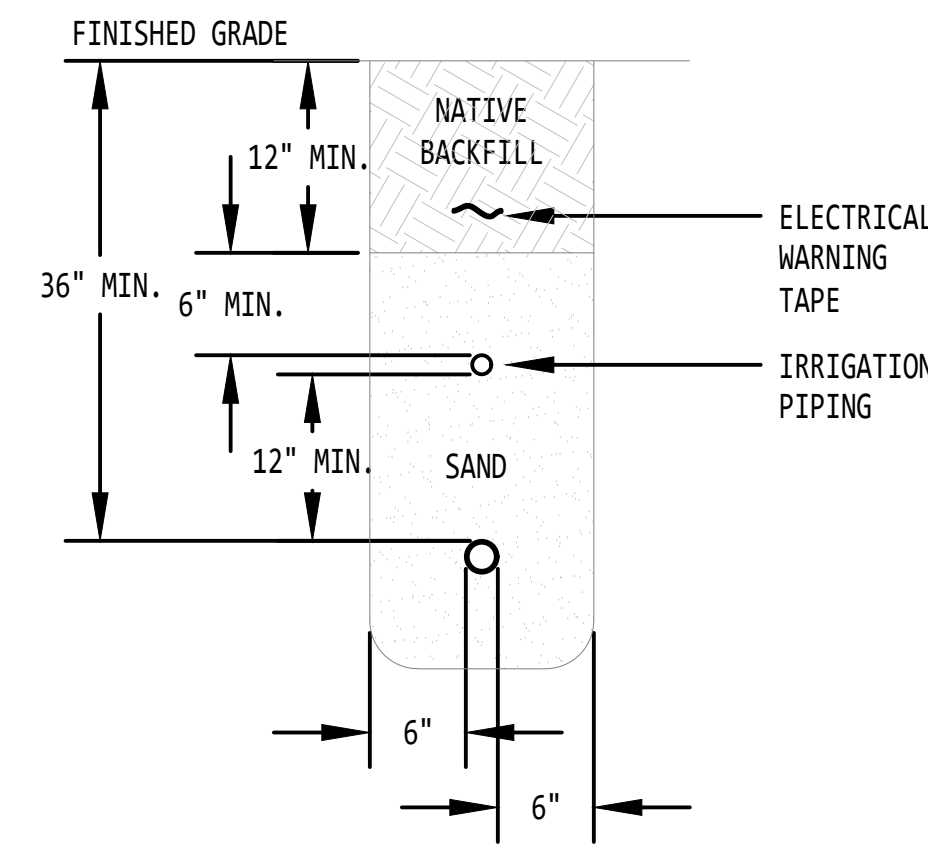 FINISHED GRADE
NATIVE
BACKFILL
12" MIN.
ELECTRICAL
WARNING
TAPE
36" MIN.
6" MIN.
IRRIGATION
PIPING
12" MIN.
SAND
6"
6"